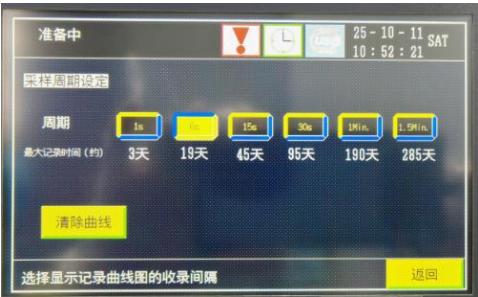 准备中
usb
25-10-11 SAT
10:52:21
采样周期设定
周期 1s 6s 15s 30s 1Min. 1.5Min.
最大记录时间(约) 3天 19天 45天 95天 190天 285天
清除曲线
选择显示记录曲线图的收录间隔 返回